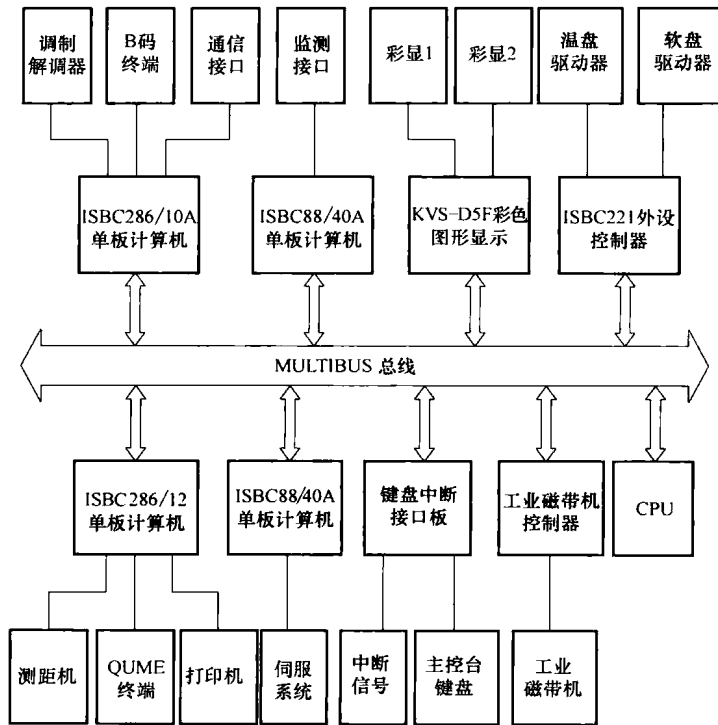 调制
解调器
B码
终端
通信
接口
监测
接口
彩显1
彩显2
温盘
驱动器
软盘
驱动器
ISBC286/10A
单板计算机
ISBC88/40A
单板计算机
KVS-D5F彩色
图形显示
ISBC221外设
控制器
MULTIBUS 总线
ISBC286/12
单板计算机
ISBC88/40A
单板计算机
键盘中断
接口板
工业磁带机
控制器
CPU
测距机
QUME
终端
打印机
伺服
系统
中断
信号
主控台
键盘
工业
磁带机